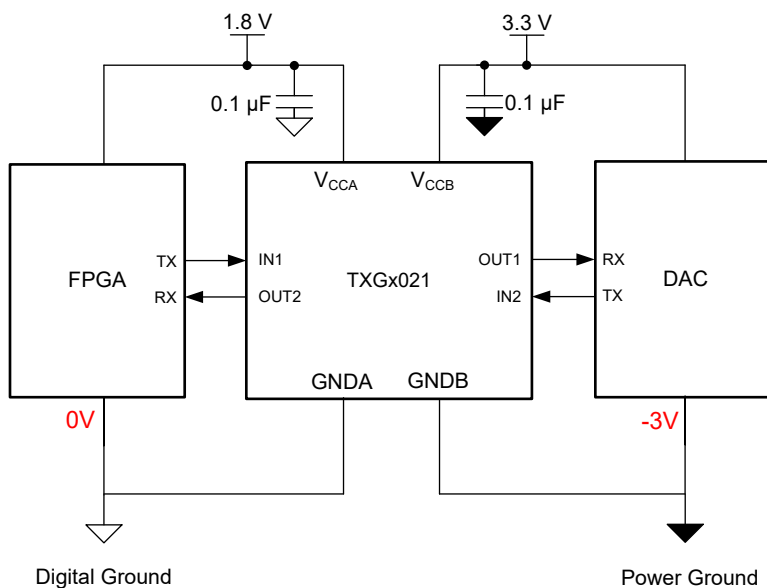 1.8 V
3.3 V
0.1 µF
0.1 µF
VCCA
VCCB
FPGA
TX
RX
IN1
OUT2
TXGx021
OUT1
IN2
RX
TX
DAC
GNDA
GNDB
0V
-3V
Digital Ground
Power Ground